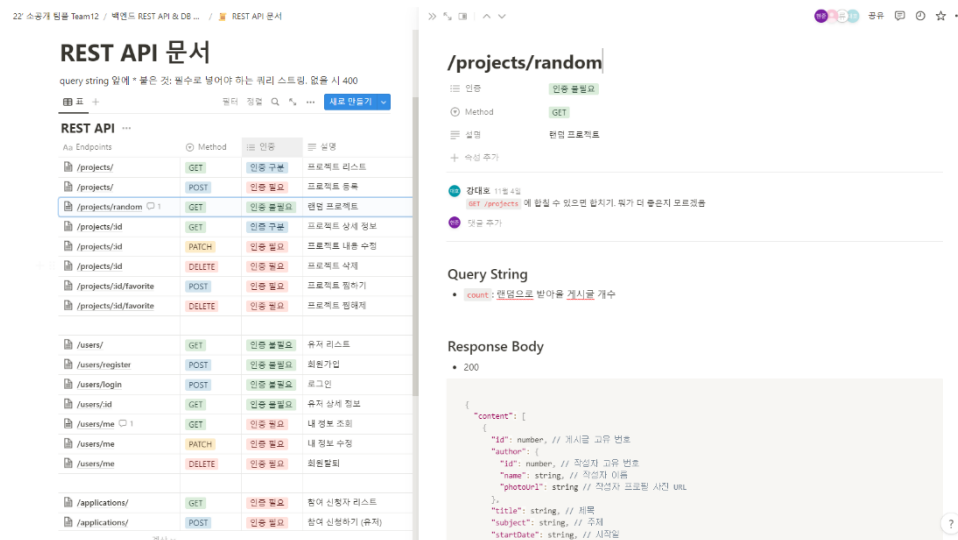 22' 소공개 팀플 Team12 / 백엔드 REST API & DB ... / REST API 문서
REST API 문서
query string 앞에 * 붙은 것: 필수로 넣어야 하는 쿼리 스트링. 없을 시 400
표
필터 정렬 새로 만들기
REST API ...
Aa Endpoints Method 인증 설명
/projects/ GET 인증 구분 프로젝트 리스트
/projects/ POST 인증 필요 프로젝트 등록
/projects/random 1 GET 인증 불필요 랜덤 프로젝트
/projects/:id GET 인증 구분 프로젝트 상세 정보
/projects/:id PATCH 인증 필요 프로젝트 내용 수정
/projects/:id DELETE 인증 필요 프로젝트 삭제
/projects/:id/favorite POST 인증 필요 프로젝트 찜하기
/projects/:id/favorite DELETE 인증 필요 프로젝트 찜해제
/users/ GET 인증 불필요 유저 리스트
/users/register POST 인증 불필요 회원가입
/users/login POST 인증 불필요 로그인
/users/:id GET 인증 불필요 유저 상세 정보
/users/me 1 GET 인증 필요 내 정보 조회
/users/me PATCH 인증 필요 내 정보 수정
/users/me DELETE 인증 필요 회원탈퇴
/applications/ GET 인증 필요 참여 신청자 리스트
/applications/ POST 인증 필요 참여 신청하기 (유저)
공유
/projects/random
인증 인증 불필요
Method GET
설명 랜덤 프로젝트
속성 추가
강대호 11월 4일
GET /projects 에 합칠 수 있으면 합치기. 뭐가 더 좋은지 모르겠음
댓글 추가
Query String
• count : 랜덤으로 받아올 게시글 개수
Response Body
• 200
{
"content": [
{
"id": number, // 게시글 고유 번호
"author": {
"id": number, // 작성자 고유 번호
"name": string, // 작성자 이름
"photoUrl": string // 작성자 프로필 사진 URL
},
"title": string, // 제목
"subject": string, // 주제
"startDate": string, // 시작일
?